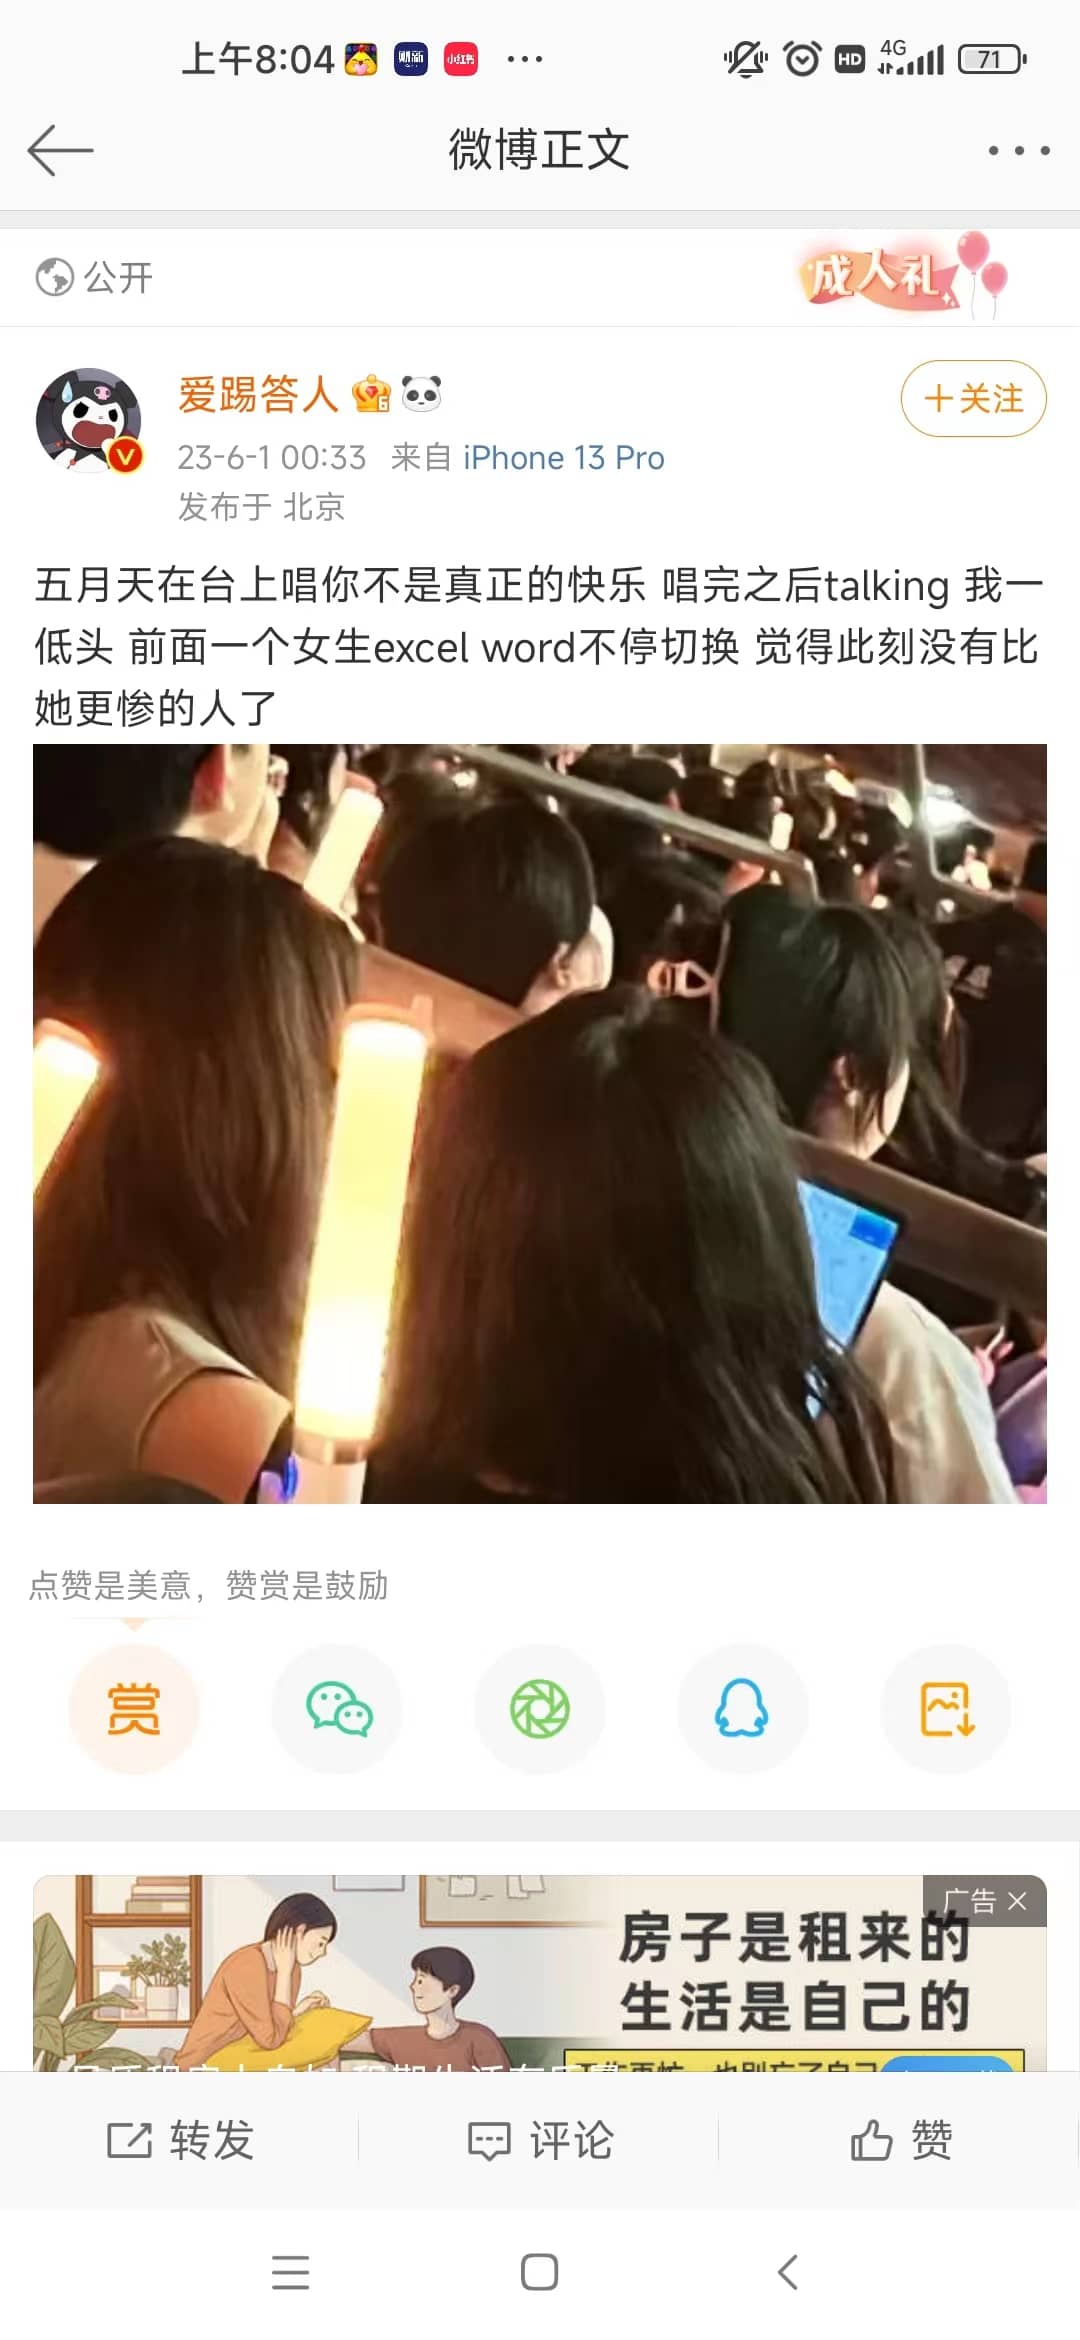 上午8:04
财新
小红书
4G
HD
71
微博正文
公开
成人礼
爱踢答人
+关注
23-6-1 00:33 来自 iPhone 13 Pro
发布于 北京
五月天在台上唱你不是真正的快乐 唱完之后talking 我一
低头 前面一个女生excel word不停切换 觉得此刻没有比
她更惨的人了
点赞是美意，赞赏是鼓励
赏
广告
房子是租来的
生活是自己的
转发
评论
赞